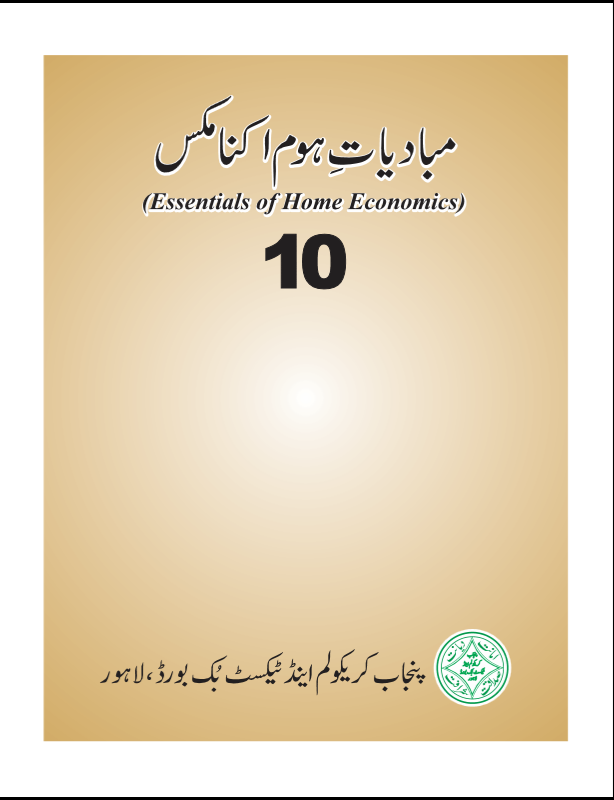 مبادیاتِ ہوم اکنامکس
(Essentials of Home Economics)
10
پنجاب کریکولم اینڈ ٹیکسٹ بُک بورڈ، لاہور